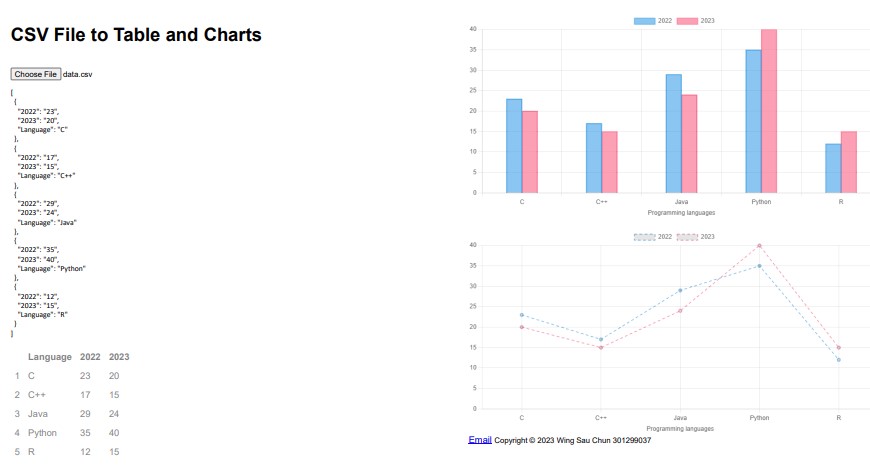 CSV File to Table and Charts
Choose File data.csv
[
{
"2022": "23",
"2023": "20",
"Language": "C"
},
{
"2022": "17",
"2023": "15",
"Language": "C++"
},
{
"2022": "29",
"2023": "24",
"Language": "Java"
},
{
"2022": "35",
"2023": "40",
"Language": "Python"
},
{
"2022": "12",
"2023": "15",
"Language": "R"
}
]
Language 2022 2023
1 C 23 20
2 C++ 17 15
3 Java 29 24
4 Python 35 40
5 R 12 15
2022 2023
40
35
30
25
20
15
10
5
0
C C++ Java Python R
Programming languages
2022 2023
40
35
30
25
20
15
10
5
0
C C++ Java Python R
Programming languages
Email Copyright © 2023 Wing Sau Chun 301299037